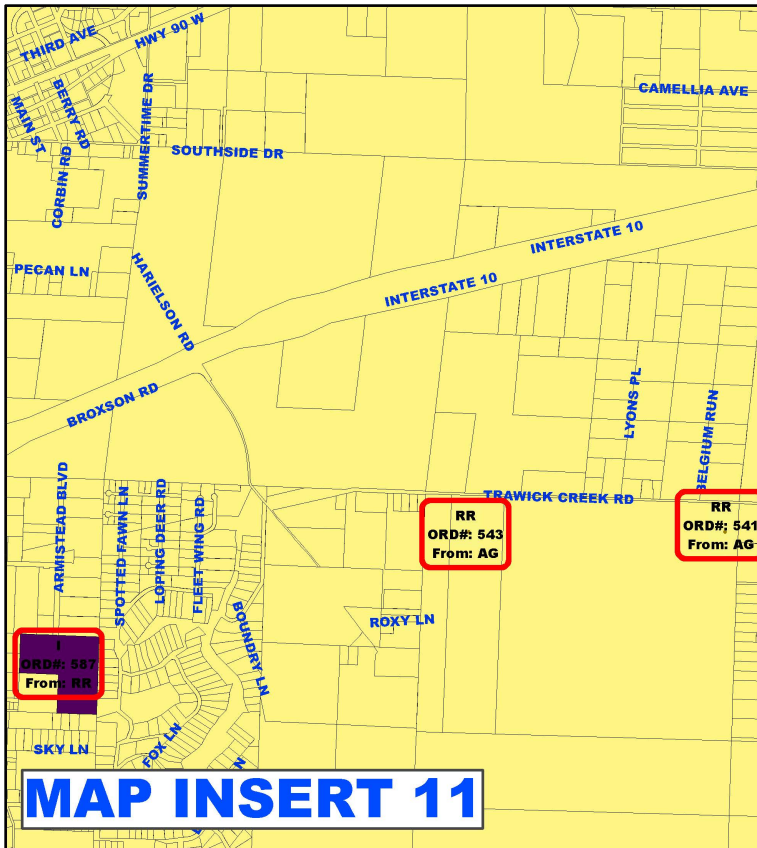 THIRD AVE
HWY 90 W
BERRY RD
MAIN ST
CORBIN RD
SUMMERTIME DR
SOUTHSIDE DR
CAMELLIA AVE
PECAN LN
HARIELSON RD
INTERSTATE 10
INTERSTATE 10
BROXSON RD
LYONS PL
BELGIUM RUN
ARMISTEAD BLVD
SPOTTED FAWN LN
LOPING DEER RD
FLEET WING RD
TRAWICK CREEK RD
RR
ORD#: 543
From: AG
RR
ORD#: 541
From: AG
BOUNDRY LN
ROXY LN
I
ORD#: 587
From: RR
SKY LN
FOX LN
N
MAP INSERT 11